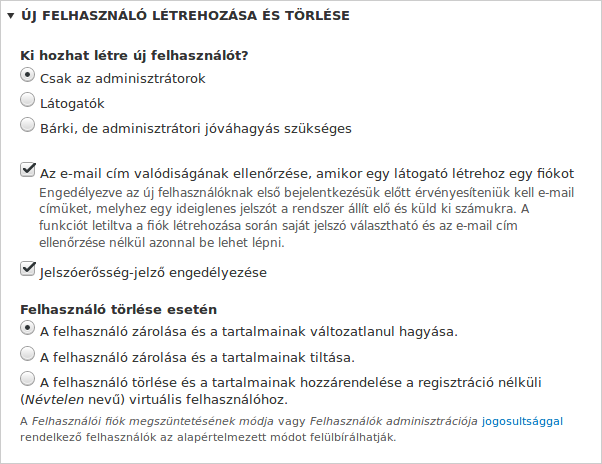 ÚJ FELHASZNÁLÓ LÉTREHOZÁSA ÉS TÖRLÉSE
Ki hozhat létre új felhasználót?
Csak az adminisztrátorok
Látogatók
Bárki, de adminisztrátori jóváhagyás szükséges
Az e-mail cím valódiságának ellenőrzése, amikor egy látogató létrehoz egy fiókot
Engedélyezve az új felhasználóknak első bejelentkezésük előtt érvényesíteniük kell e-mail
címüket, melyhez egy ideiglenes jelszót a rendszer állít elő és küld ki számukra. A
funkciót letiltva a fiók létrehozása során saját jelszó választható és az e-mail cím
ellenőrzése nélkül azonnal be lehet lépni.
Jelszóerősség-jelző engedélyezése
Felhasználó törlése esetén
A felhasználó zárolása és a tartalmainak változatlanul hagyása.
A felhasználó zárolása és a tartalmainak tiltása.
A felhasználó törlése és a tartalmainak hozzárendelése a regisztráció nélküli
(Névtelen nevű) virtuális felhasználóhoz.
A Felhasználói fiók megszüntetésének módja vagy Felhasználók adminisztrációja jogosultsággal
rendelkező felhasználók az alapértelmezett módot felülbírálhatják.